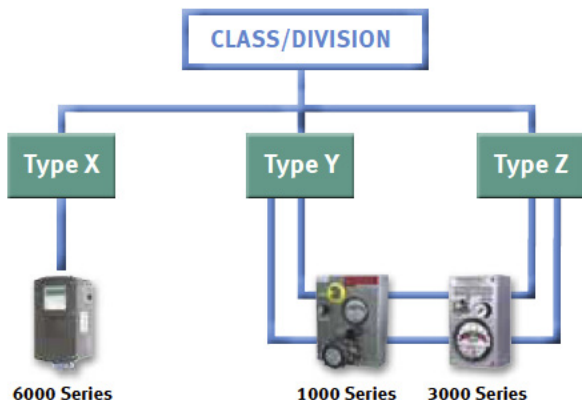 CLASS/DIVISION
Type X
Type Y
Type Z
6000 Series
1000 Series
3000 Series